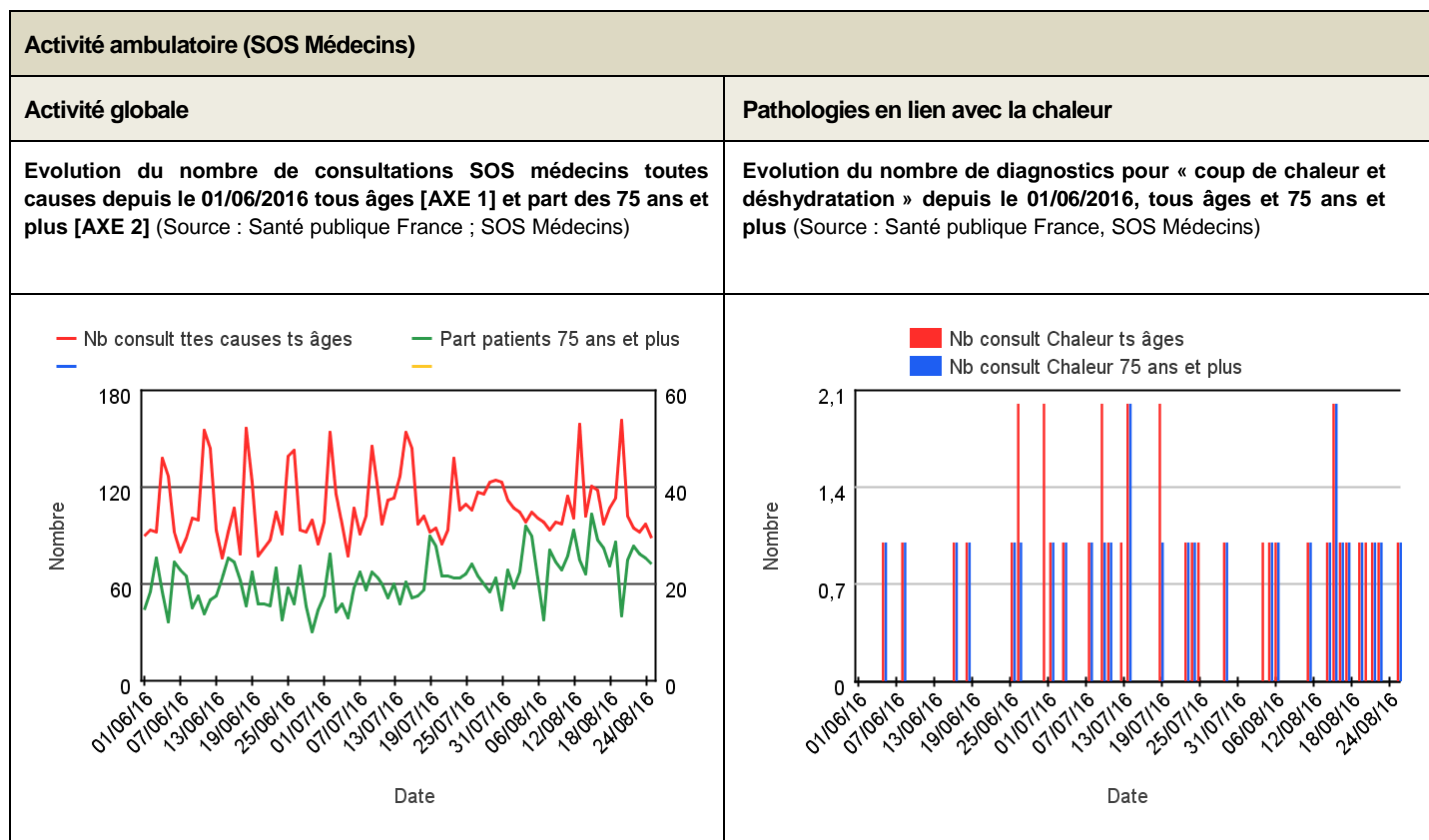 Activité ambulatoire (SOS Médecins)
Activité globale
Pathologies en lien avec la chaleur
Evolution du nombre de consultations SOS médecins toutes
causes depuis le 01/06/2016 tous âges [AXE 1] et part des 75 ans et
plus [AXE 2] (Source : Santé publique France ; SOS Médecins)
Evolution du nombre de diagnostics pour « coup de chaleur et
déshydratation » depuis le 01/06/2016, tous âges et 75 ans et
plus (Source : Santé publique France, SOS Médecins)
Nb consult ttes causes ts âges
Part patients 75 ans et plus
180
120
60
0
60
40
20
0
Nombre
01/06/16
07/06/16
13/06/16
19/06/16
25/06/16
01/07/16
07/07/16
13/07/16
19/07/16
25/07/16
31/07/16
06/08/16
12/08/16
18/08/16
24/08/16
Date
Nb consult Chaleur ts âges
Nb consult Chaleur 75 ans et plus
2,1
1,4
0,7
0
Nombre
01/06/16
07/06/16
13/06/16
19/06/16
25/06/16
01/07/16
07/07/16
13/07/16
19/07/16
25/07/16
31/07/16
06/08/16
12/08/16
18/08/16
24/08/16
Date